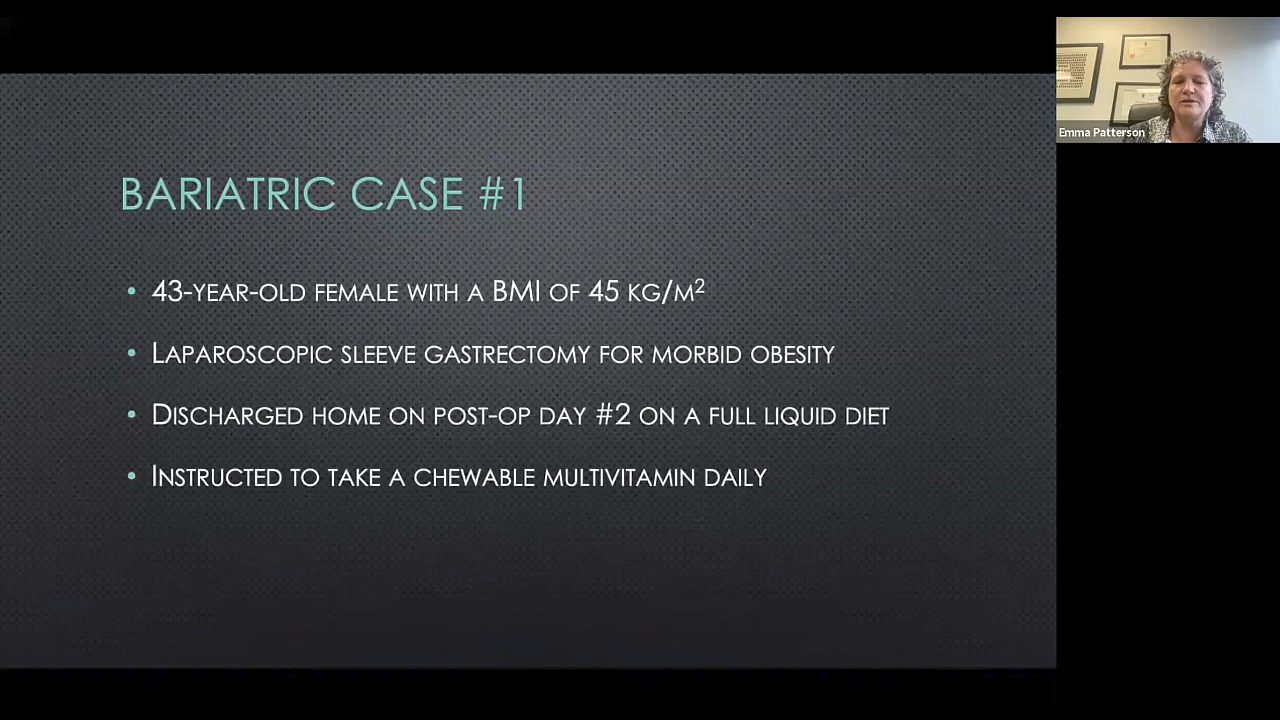 BARIATRIC CASE #1
• 43-YEAR-OLD FEMALE WITH A BMI OF 45 KG/M²
• LAPAROSCOPIC SLEEVE GASTRECTOMY FOR MORBID OBESITY
• DISCHARGED HOME ON POST-OP DAY #2 ON A FULL LIQUID DIET
• INSTRUCTED TO TAKE A CHEWABLE MULTIVITAMIN DAILY
Emma Patterson